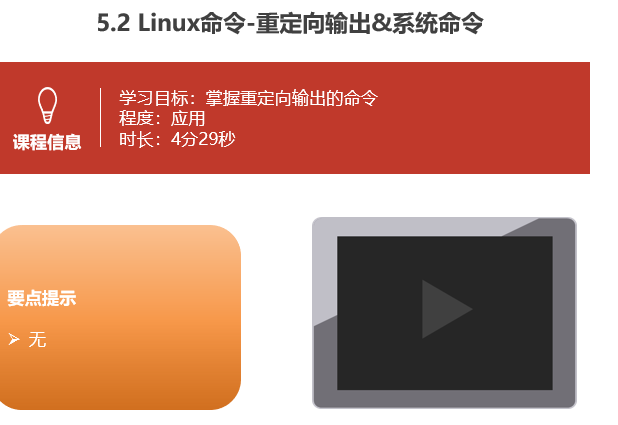 5.2 Linux命令-重定向输出&系统命令
课程信息
学习目标：掌握重定向输出的命令
程度：应用
时长：4分29秒
要点提示
➢ 无